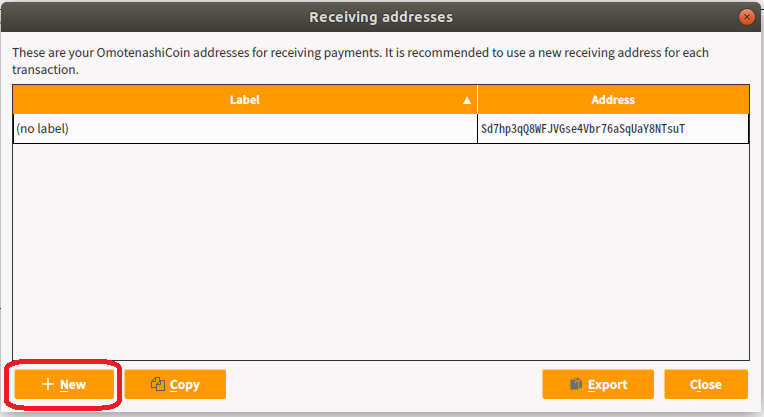 Receiving addresses
These are your OmotenashiCoin addresses for receiving payments. It is recommended to use a new receiving address for each
transaction.
Label Address
(no label) Sd7hp3qQ8WFJVGse4Vbr76aSqUaY8NTsuT
New Copy Export Close